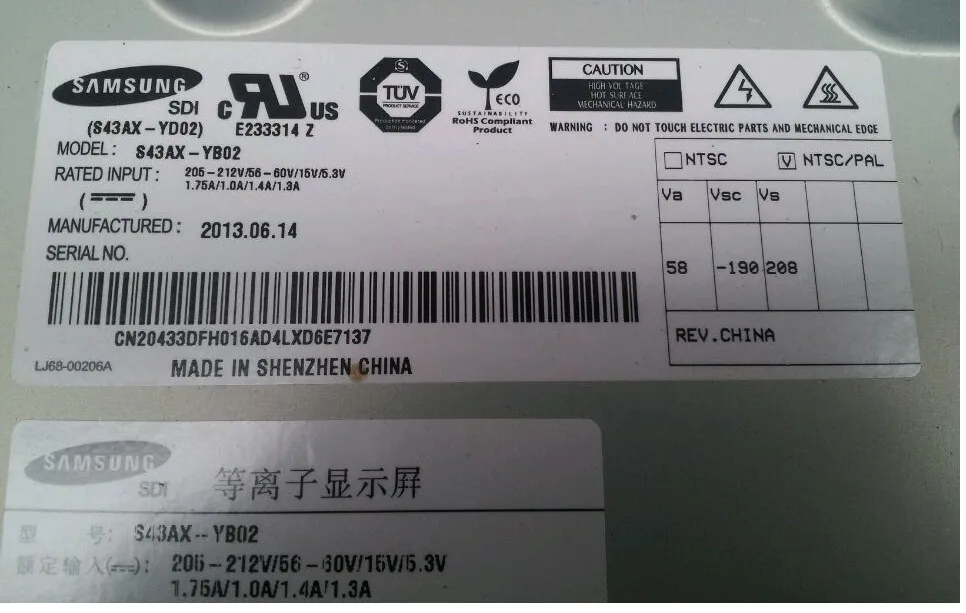 SAMSUNG
SDI
(S43AX-YD02)
c RU US ®
E233314 Z
S
TÜV
PRODUCT SERVICE
ECO
SUSTAINABILITY
RoHS Compliant
Product
CAUTION
HIGH VOLTAGE
HOT SURFACE
MECHANICAL HAZARD
WARNING : DO NOT TOUCH ELECTRIC PARTS AND MECHANICAL EDGE
MODEL: S43AX-YB02
RATED INPUT: 205-212V/56-60V/15V/5.3V
1.75A/1.0A/1.4A/1.3A
MANUFACTURED: 2013.06.14
SERIAL NO.
CN20433DFH016AD4LXD6E7137
LJ68-00206A
MADE IN SHENZHEN CHINA
NTSC V NTSC/PAL
Va Vsc Vs
58 -190 208
REV.CHINA
SAMSUNG
SDI
等离子显示屏
型 号: S43AX--YB02
额定输入(⎓): 205-212V/56-60V/15V/5.3V
1.75A/1.0A/1.4A/1.3A